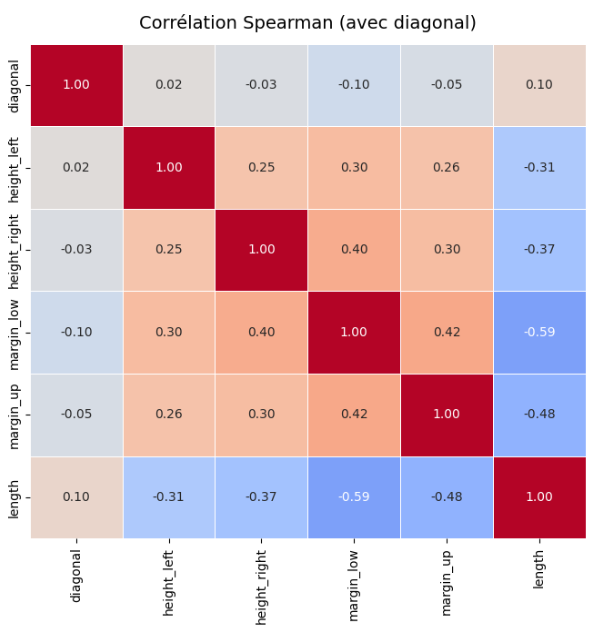 Corrélation Spearman (avec diagonal)
diagonal 1.00 0.02 -0.03 -0.10 -0.05 0.10
height_left 0.02 1.00 0.25 0.30 0.26 -0.31
height_right -0.03 0.25 1.00 0.40 0.30 -0.37
margin_low -0.10 0.30 0.40 1.00 0.42 -0.59
margin_up -0.05 0.26 0.30 0.42 1.00 -0.48
length 0.10 -0.31 -0.37 -0.59 -0.48 1.00
diagonal height_left height_right margin_low margin_up length